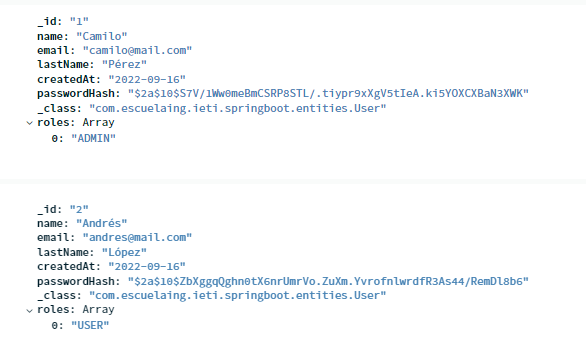 _id: "1"
name: "Camilo"
email: "camilo@mail.com"
lastName: "Pérez"
createdAt: "2022-09-16"
passwordHash: "$2a$10$S7V/1Ww0meBmCSRP8STL/.tiypr9xXgV5tIeA.ki5YOXCXBaN3XWK"
_class: "com.escuelaing.ieti.springboot.entities.User"
roles: Array
0: "ADMIN"
_id: "2"
name: "Andrés"
email: "andres@mail.com"
lastName: "López"
createdAt: "2022-09-16"
passwordHash: "$2a$10$ZbXggqQghn0tX6nrUmrVo.ZuXm.YvrofnlwrdfR3As44/RemDl8b6"
_class: "com.escuelaing.ieti.springboot.entities.User"
roles: Array
0: "USER"